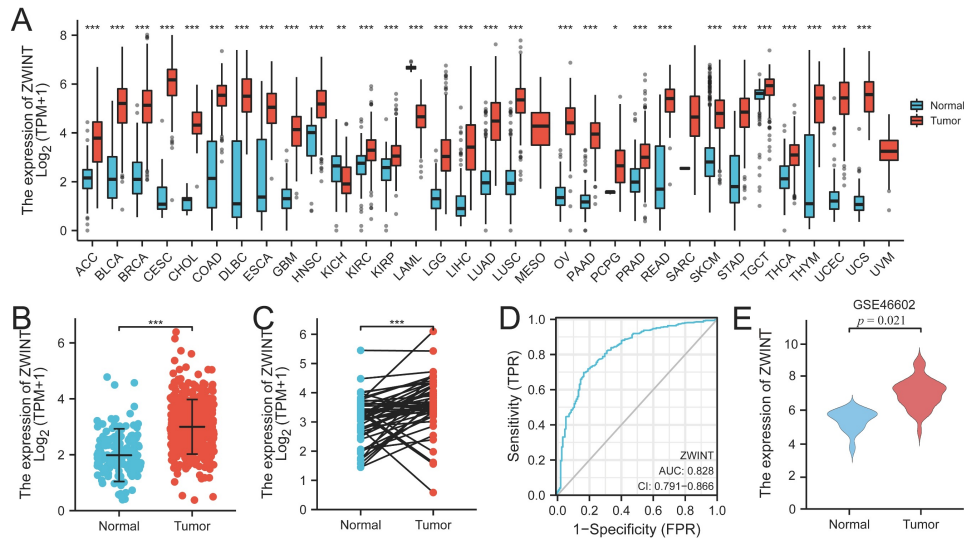 A
The expression of ZWINT
Log2 (TPM+1)
8
6
4
2
0
*** *** *** *** *** *** *** *** *** *** ** *** *** *** *** *** *** *** *** *** * *** *** *** *** *** *** *** *** ***
Normal
Tumor
ACC BLCA BRCA CESC CHOL COAD DLBC ESCA GBM HNSC KICH KIRC KIRP LAML LGG LIHC LUAD LUSC MESO OV PAAD PCPG PRAD READ SARC SKCM STAD TGCT THCA THYM UCEC UCS UVM
B
The expression of ZWINT
Log2 (TPM+1)
6
4
2
0
***
Normal Tumor
C
The expression of ZWINT
Log2 (TPM+1)
6
4
2
0
***
Normal Tumor
D
Sensitivity (TPR)
1.0
0.8
0.6
0.4
0.2
0.0
ZWINT
AUC: 0.828
CI: 0.791–0.866
0.0 0.2 0.4 0.6 0.8 1.0
1-Specificity (FPR)
E
GSE46602
p = 0.021
The expression of ZWINT
10
8
6
4
2
0
Normal Tumor